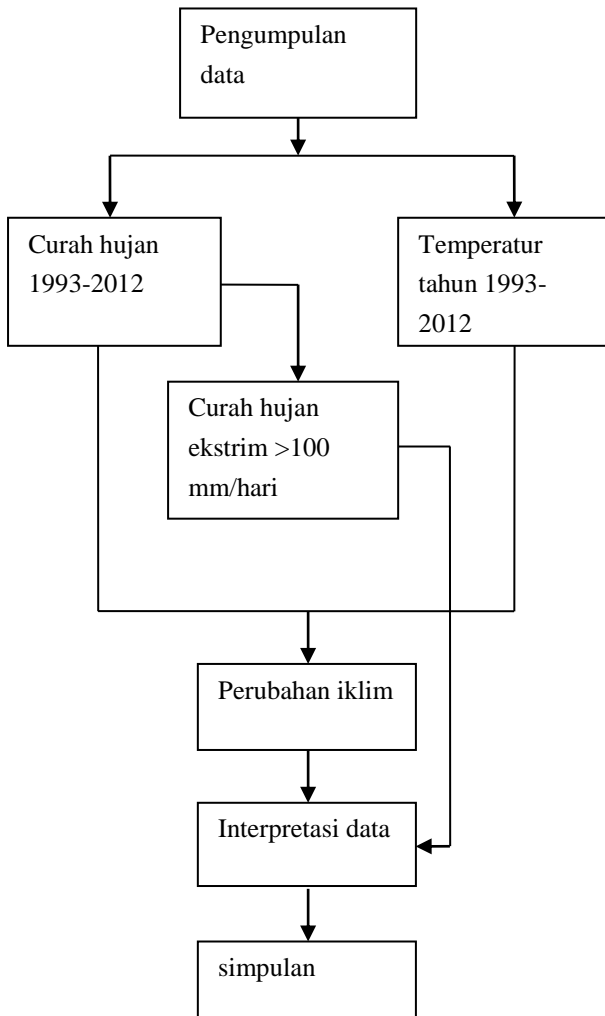 Pengumpulan
data
Curah hujan
1993-2012
Temperatur
tahun 1993-
2012
Curah hujan
ekstrim >100
mm/hari
Perubahan iklim
Interpretasi data
simpulan